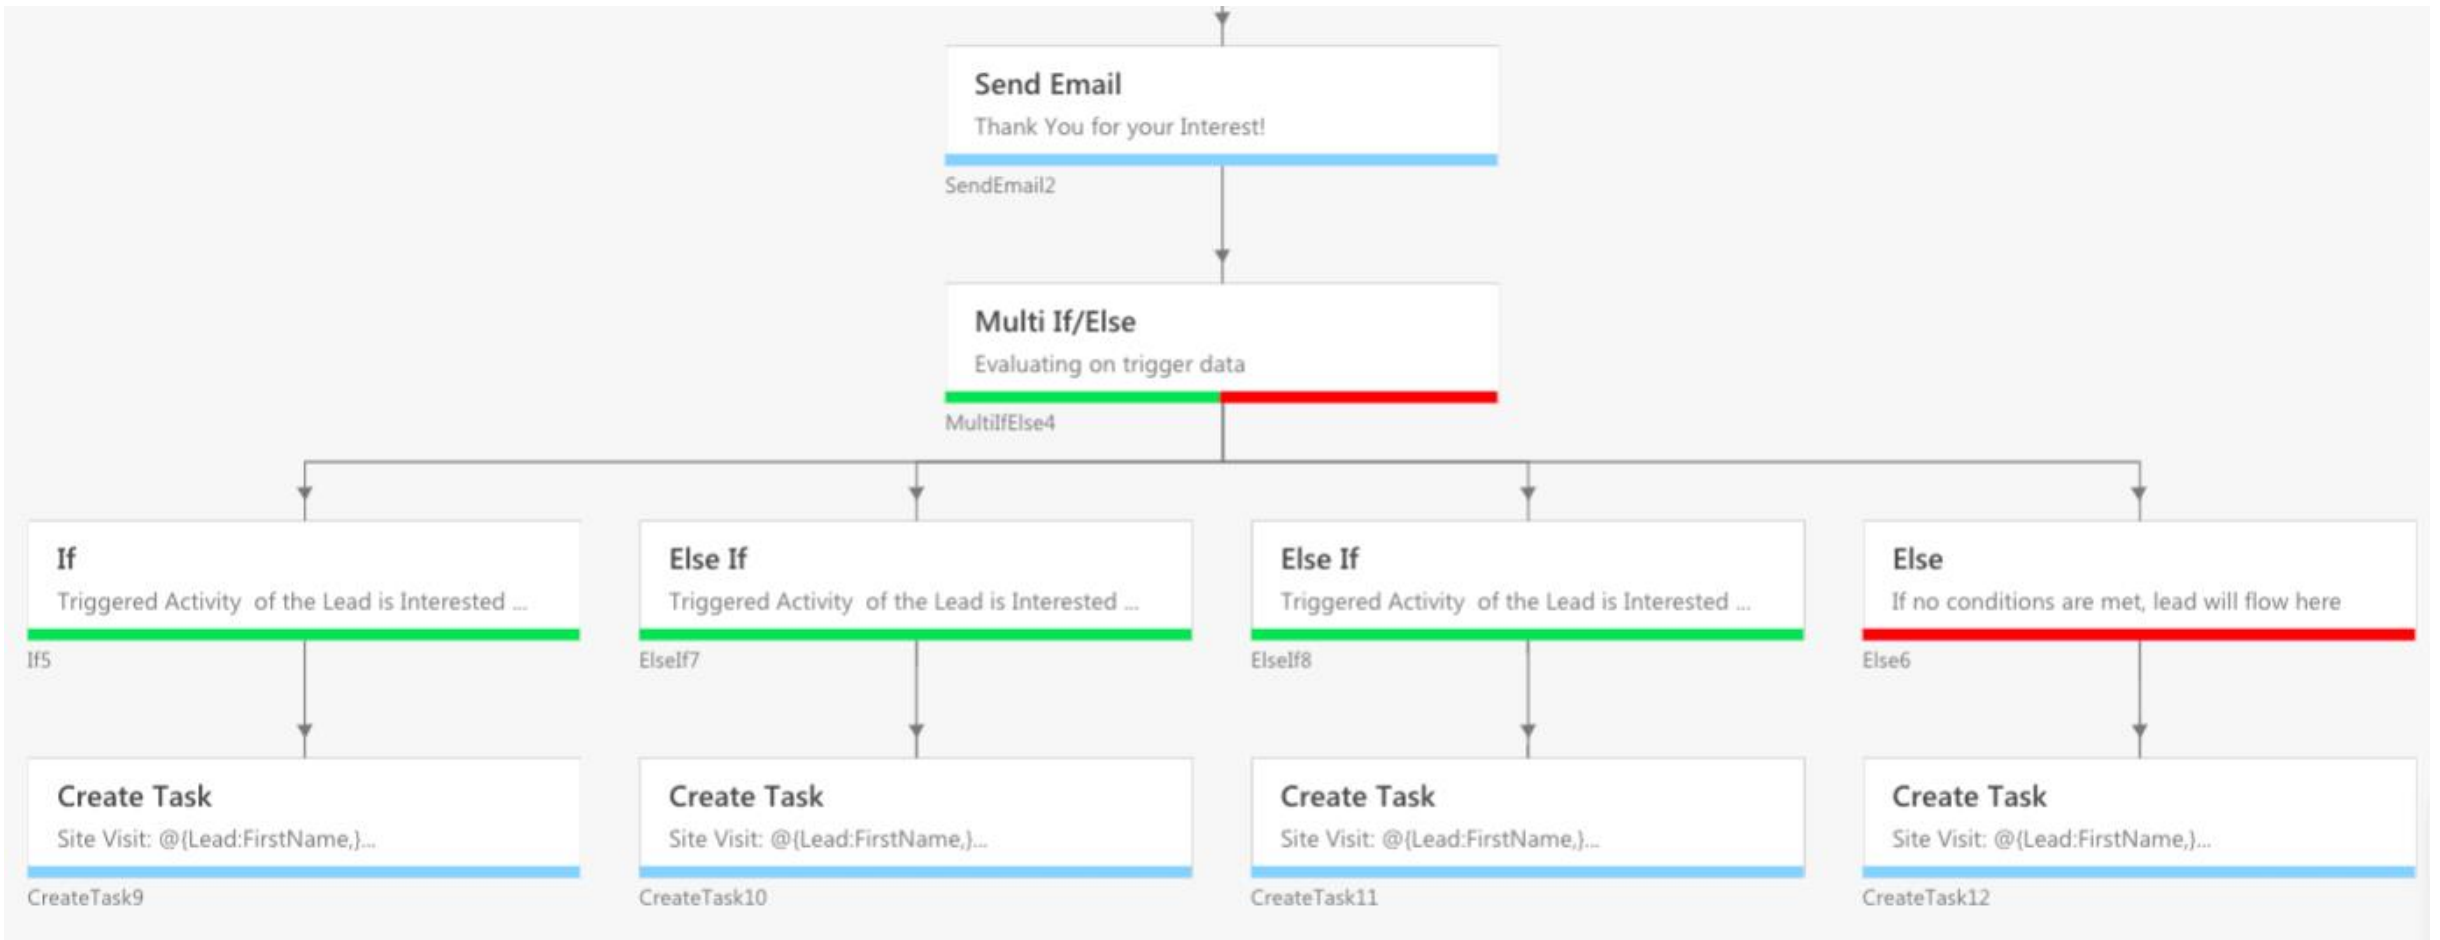 Send Email
Thank You for your Interest!
SendEmail2
Multi If/Else
Evaluating on trigger data
MultiIfElse4
If
Triggered Activity  of the Lead is Interested ...
If5
Else If
Triggered Activity  of the Lead is Interested ...
ElseIf7
Else If
Triggered Activity  of the Lead is Interested ...
ElseIf8
Else
If no conditions are met, lead will flow here
Else6
Create Task
Site Visit: @{Lead:FirstName,}...
CreateTask9
Create Task
Site Visit: @{Lead:FirstName,}...
CreateTask10
Create Task
Site Visit: @{Lead:FirstName,}...
CreateTask11
Create Task
Site Visit: @{Lead:FirstName,}...
CreateTask12